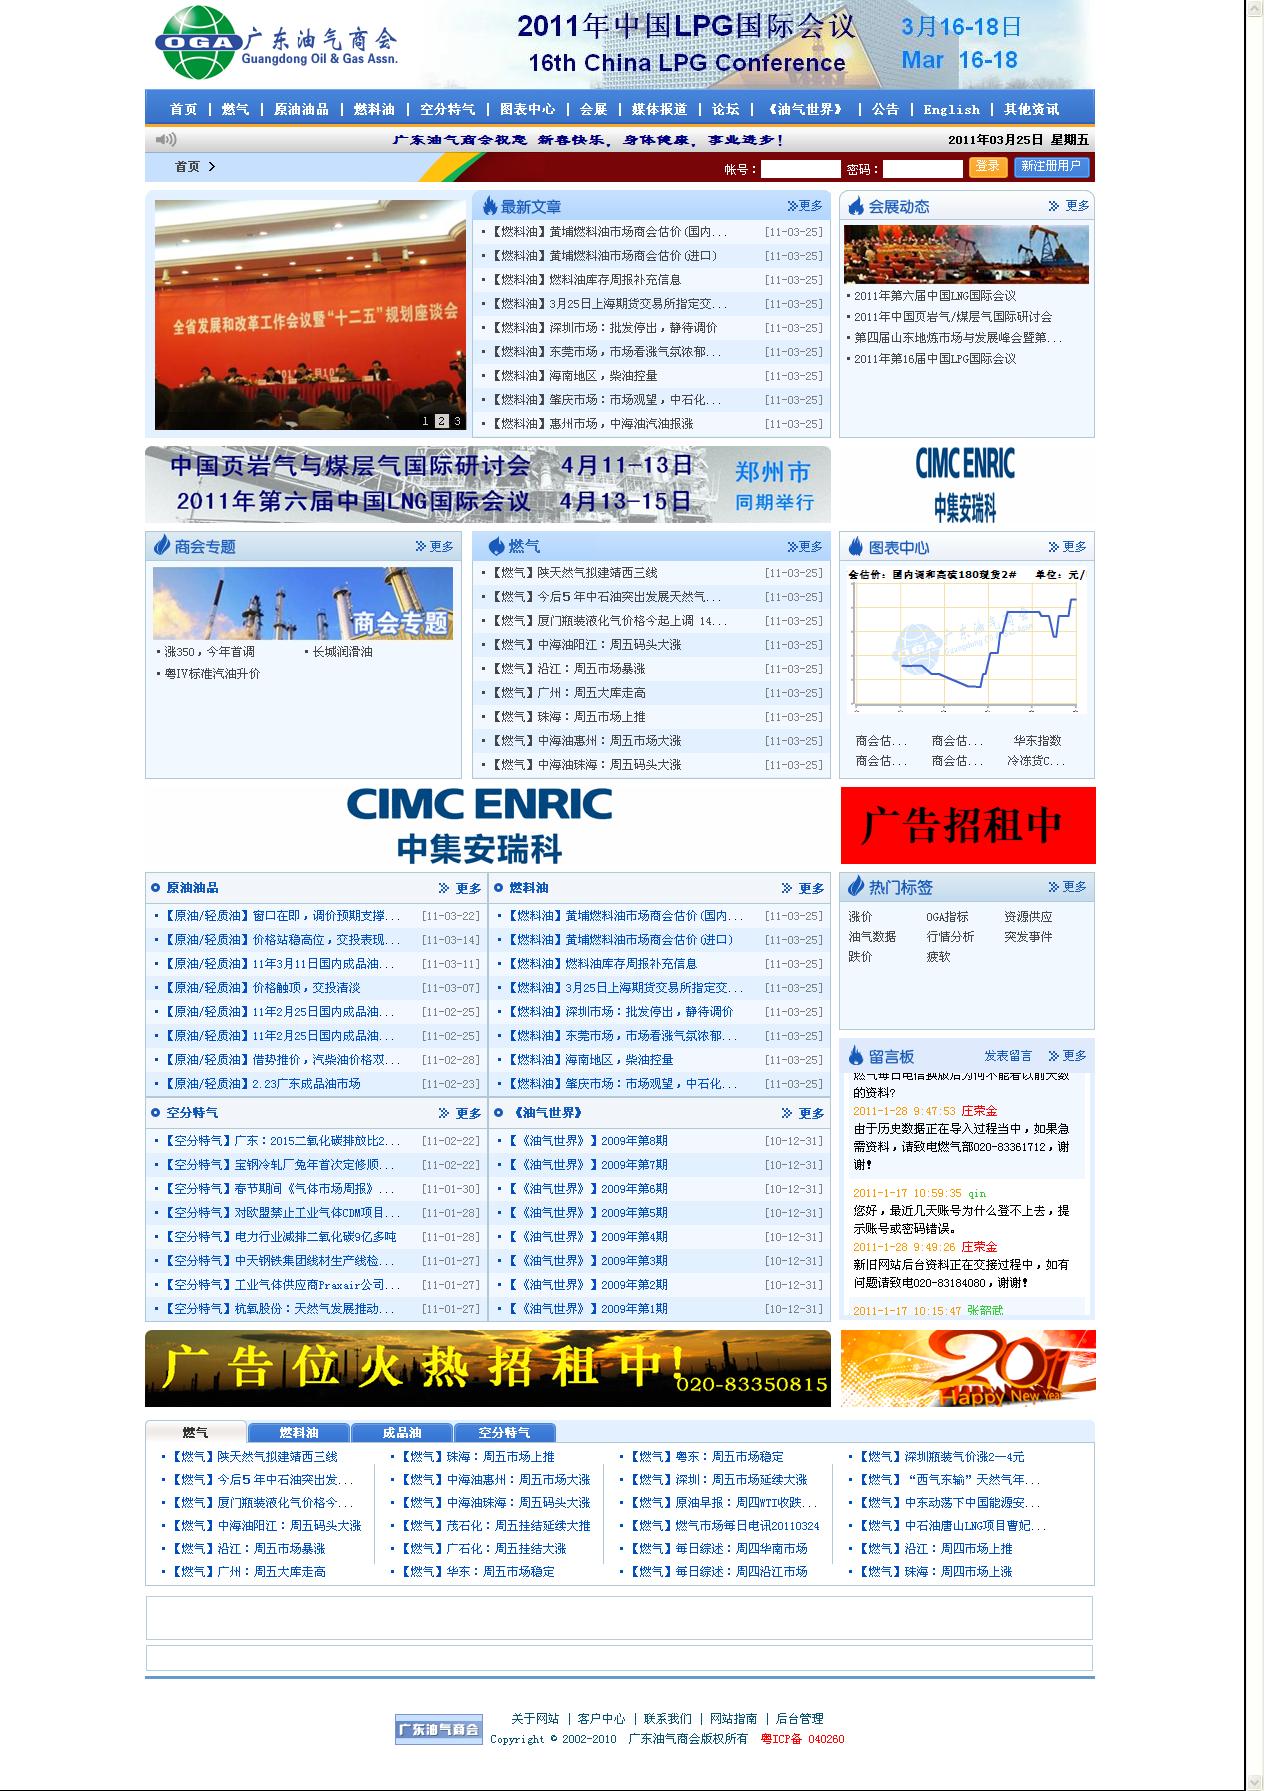 OGA 广东油气商会
Guangdong Oil & Gas Assn.
2011年中国LPG国际会议 3月16-18日
16th China LPG Conference Mar 16-18
首页 | 燃气 | 原油油品 | 燃料油 | 空分特气 | 图表中心 | 会展 | 媒体报道 | 论坛 | 《油气世界》 | 公告 | English | 其他资讯
广东油气商会祝您 新春快乐,身体健康,事业进步! 2011年03月25日 星期五
首页 帐号: 密码: 登录 新注册用户
全省发展和改革工作会议暨“十二五”规划座谈会
1 2 3
最新文章 更多
【燃料油】黄埔燃料油市场商会估价(国内... [11-03-25]
【燃料油】黄埔燃料油市场商会估价(进口) [11-03-25]
【燃料油】燃料油库存周报补充信息 [11-03-25]
【燃料油】3月25日上海期货交易所指定交... [11-03-25]
【燃料油】深圳市场:批发停出,静待调价 [11-03-25]
【燃料油】东莞市场,市场看涨气氛浓郁... [11-03-25]
【燃料油】海南地区,柴油控量 [11-03-25]
【燃料油】肇庆市场:市场观望,中石化... [11-03-25]
【燃料油】惠州市场,中海油汽油报涨 [11-03-25]
会展动态 更多
2011年第六届中国LNG国际会议
2011年中国页岩气/煤层气国际研讨会
第四届山东地炼市场与发展峰会暨第...
2011年第16届中国LPG国际会议
中国页岩气与煤层气国际研讨会 4月11-13日 郑州市
2011年第六届中国LNG国际会议 4月13-15日 同期举行
CIMC ENRIC
中集安瑞科
商会专题 更多
商会专题
涨350,今年首调 长城润滑油
粤IV标准汽油升价
燃气 更多
【燃气】陕天然气拟建靖西三线 [11-03-25]
【燃气】今后5年中石油突出发展天然气... [11-03-25]
【燃气】厦门瓶装液化气价格今起上调 14... [11-03-25]
【燃气】中海油阳江:周五码头大涨 [11-03-25]
【燃气】沿江:周五市场暴涨 [11-03-25]
【燃气】广州:周五大库走高 [11-03-25]
【燃气】珠海:周五市场上推 [11-03-25]
【燃气】中海油惠州:周五市场大涨 [11-03-25]
【燃气】中海油珠海:周五码头大涨 [11-03-25]
图表中心 更多
会估价: 国内调和高硫180现货2# 单位: 元/
OGA 广东油气商会
商会估... 商会估... 华东指数
商会估... 商会估... 冷冻货C...
CIMC ENRIC
中集安瑞科
广告招租中
原油油品 更多
【原油/轻质油】窗口在即,调价预期支撑... [11-03-22]
【原油/轻质油】价格站稳高位,交投表现... [11-03-14]
【原油/轻质油】11年3月11日国内成品油... [11-03-11]
【原油/轻质油】价格触顶,交投清淡 [11-03-07]
【原油/轻质油】11年2月25日国内成品油... [11-02-25]
【原油/轻质油】11年2月25日国内成品油... [11-02-25]
【原油/轻质油】借势推价,汽柴油价格双... [11-02-28]
【原油/轻质油】2.23广东成品油市场 [11-02-23]
燃料油 更多
【燃料油】黄埔燃料油市场商会估价(国内... [11-03-25]
【燃料油】黄埔燃料油市场商会估价(进口) [11-03-25]
【燃料油】燃料油库存周报补充信息 [11-03-25]
【燃料油】3月25日上海期货交易所指定交... [11-03-25]
【燃料油】深圳市场:批发停出,静待调价 [11-03-25]
【燃料油】东莞市场,市场看涨气氛浓郁... [11-03-25]
【燃料油】海南地区,柴油控量 [11-03-25]
【燃料油】肇庆市场:市场观望,中石化... [11-03-25]
热门标签 更多
涨价 OGA指标 资源供应
油气数据 行情分析 突发事件
跌价 疲软
空分特气 更多
【空分特气】广东:2015二氧化碳排放比2... [11-02-22]
【空分特气】宝钢冷轧厂兔年首次定修顺... [11-02-22]
【空分特气】春节期间《气体市场周报》... [11-01-30]
【空分特气】对欧盟禁止工业气体CDM项目... [11-01-28]
【空分特气】电力行业减排二氧化碳9亿多吨 [11-01-28]
【空分特气】中天钢铁集团线材生产线检... [11-01-27]
【空分特气】工业气体供应商Praxair公司... [11-01-27]
【空分特气】杭氧股份:天然气发展推动... [11-01-27]
《油气世界》 更多
【《油气世界》】2009年第8期 [10-12-31]
【《油气世界》】2009年第7期 [10-12-31]
【《油气世界》】2009年第6期 [10-12-31]
【《油气世界》】2009年第5期 [10-12-31]
【《油气世界》】2009年第4期 [10-12-31]
【《油气世界》】2009年第3期 [10-12-31]
【《油气世界》】2009年第2期 [10-12-31]
【《油气世界》】2009年第1期 [10-12-31]
留言板 发表留言 更多
燃气每日电信换版后为何不能看以前天数
的资料?
2011-1-28 9:47:53 庄荣金
由于历史数据正在导入过程当中,如果急
需资料,请致电燃气部020-83361712,谢
谢!
2011-1-17 10:59:35 qin
您好,最近几天账号为什么登不上去,提
示账号或密码错误。
2011-1-28 9:49:26 庄荣金
新旧网站后台资料正在交接过程中,如有
问题请致电020-83184080,谢谢!
2011-1-17 10:15:47 张韶武
广告位火热招租中!
020-83350815
2011
Happy New Year
燃气 燃料油 成品油 空分特气
【燃气】陕天然气拟建靖西三线 【燃气】珠海:周五市场上推 【燃气】粤东:周五市场稳定 【燃气】深圳瓶装气价涨2—4元
【燃气】今后5年中石油突出发... 【燃气】中海油惠州:周五市场大涨 【燃气】深圳:周五市场延续大涨 【燃气】“西气东输”天然气年...
【燃气】厦门瓶装液化气价格今... 【燃气】中海油珠海:周五码头大涨 【燃气】原油早报:周四WTI收跌... 【燃气】中东动荡下中国能源安...
【燃气】中海油阳江:周五码头大涨 【燃气】茂石化:周五挂结延续大推 【燃气】燃气市场每日电讯20110324 【燃气】中石油唐山LNG项目曹妃...
【燃气】沿江:周五市场暴涨 【燃气】广石化:周五挂结大涨 【燃气】每日综述:周四华南市场 【燃气】沿江:周四市场上推
【燃气】广州:周五大库走高 【燃气】华东:周五市场稳定 【燃气】每日综述:周四沿江市场 【燃气】珠海:周四市场上涨
广东油气商会
关于网站 | 客户中心 | 联系我们 | 网站指南 | 后台管理
Copyright © 2002-2010 广东油气商会版权所有 粤ICP备 040260